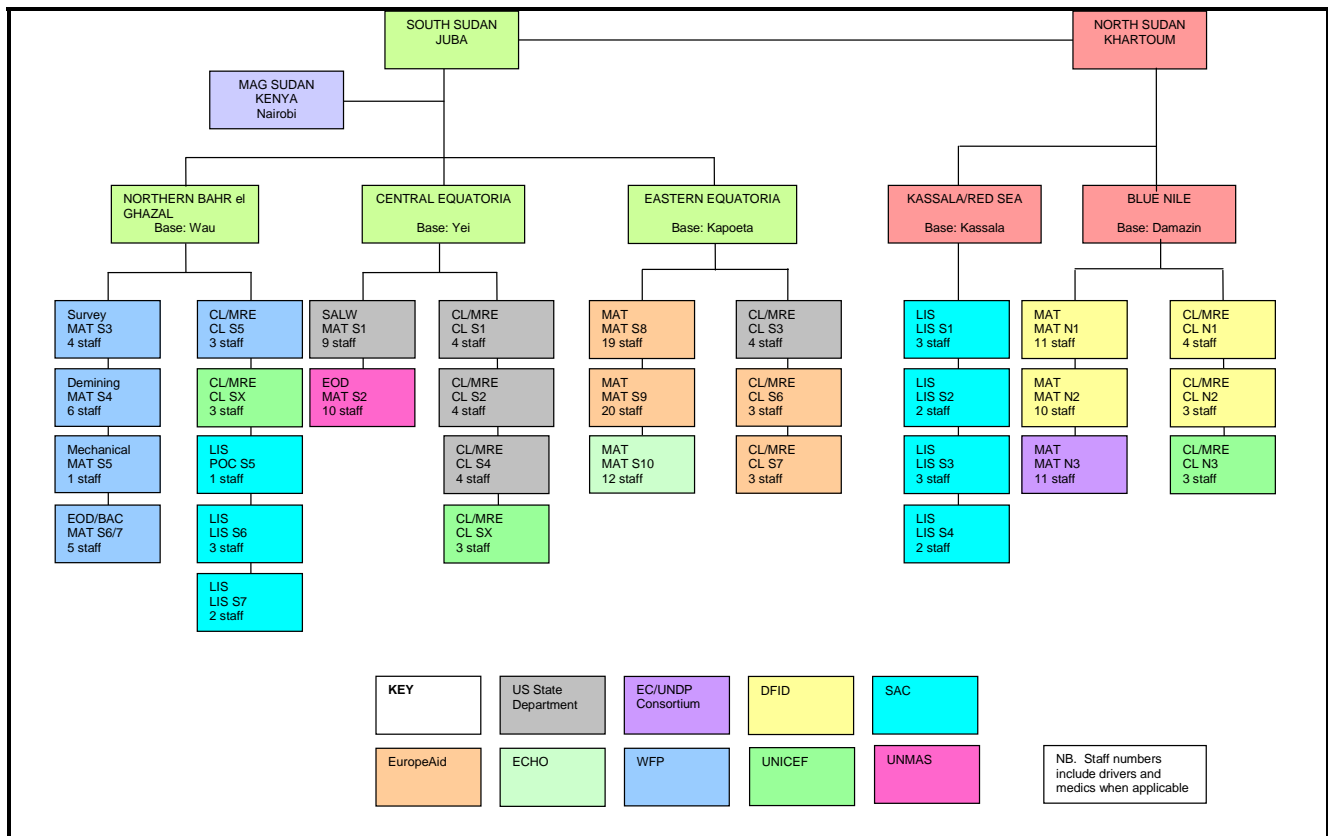 SOUTH SUDAN
JUBA
NORTH SUDAN
KHARTOUM
MAG SUDAN
KENYA
Nairobi
NORTHERN BAHR el
GHAZAL
Base: Wau
CENTRAL EQUATORIA
Base: Yei
EASTERN EQUATORIA
Base: Kapoeta
KASSALA/RED SEA
Base: Kassala
BLUE NILE
Base: Damazin
Survey
MAT S3
4 staff
Demining
MAT S4
6 staff
Mechanical
MAT S5
1 staff
EOD/BAC
MAT S6/7
5 staff
CL/MRE
CL S5
3 staff
CL/MRE
CL SX
3 staff
LIS
POC S5
1 staff
LIS
LIS S6
3 staff
LIS
LIS S7
2 staff
SALW
MAT S1
9 staff
EOD
MAT S2
10 staff
CL/MRE
CL S1
4 staff
CL/MRE
CL S2
4 staff
CL/MRE
CL S4
4 staff
CL/MRE
CL SX
3 staff
MAT
MAT S8
19 staff
MAT
MAT S9
20 staff
MAT
MAT S10
12 staff
CL/MRE
CL S3
4 staff
CL/MRE
CL S6
3 staff
CL/MRE
CL S7
3 staff
LIS
LIS S1
3 staff
LIS
LIS S2
2 staff
LIS
LIS S3
3 staff
LIS
LIS S4
2 staff
MAT
MAT N1
11 staff
MAT
MAT N2
10 staff
MAT
MAT N3
11 staff
CL/MRE
CL N1
4 staff
CL/MRE
CL N2
3 staff
CL/MRE
CL N3
3 staff
KEY
US State
Department
EC/UNDP
Consortium
DFID
SAC
EuropeAid
ECHO
WFP
UNICEF
UNMAS
NB. Staff numbers
include drivers and
medics when applicable